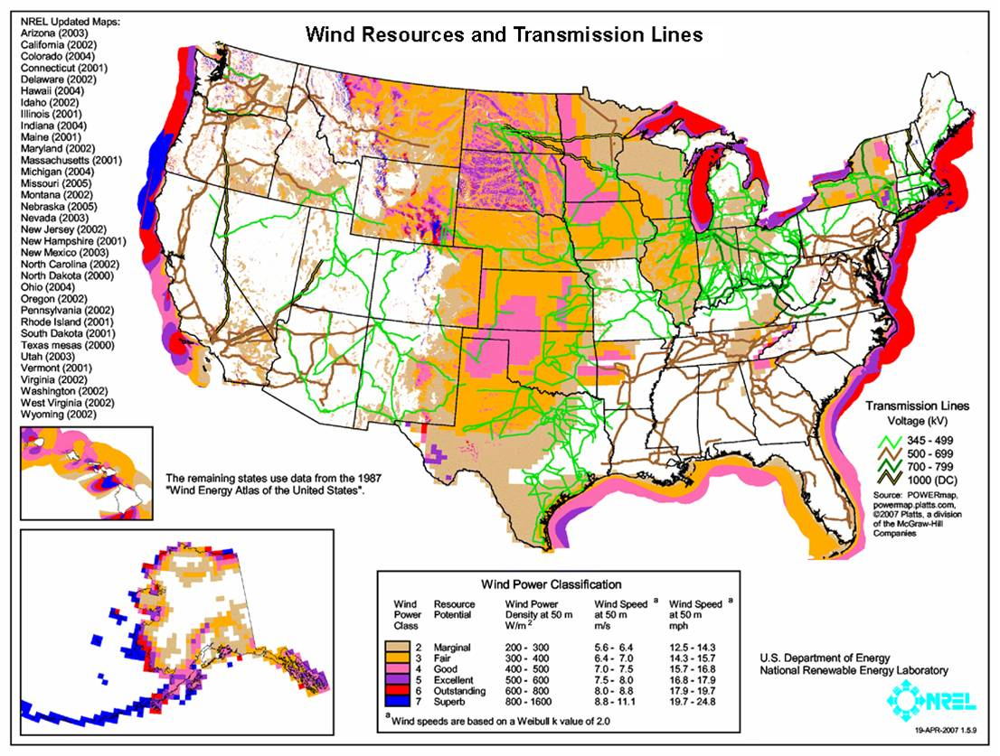 Wind Resources and Transmission Lines
NREL Updated Maps:
Arizona (2003)
California (2002)
Colorado (2004)
Connecticut (2001)
Delaware (2002)
Hawaii (2004)
Idaho (2002)
Illinois (2001)
Indiana (2004)
Maine (2001)
Maryland (2002)
Massachusetts (2001)
Michigan (2004)
Missouri (2005)
Montana (2002)
Nebraska (2005)
Nevada (2003)
New Jersey (2002)
New Hampshire (2001)
New Mexico (2003)
North Carolina (2002)
North Dakota (2000)
Ohio (2004)
Oregon (2002)
Pennsylvania (2002)
Rhode Island (2001)
South Dakota (2001)
Texas mesas (2000)
Utah (2003)
Vermont (2001)
Virginia (2002)
Washington (2002)
West Virginia (2002)
Wyoming (2002)
The remaining states use data from the 1987
"Wind Energy Atlas of the United States".
Transmission Lines
Voltage (kV)
345 - 499
500 - 699
700 - 799
1000 (DC)
Source: POWERmap,
powermap.platts.com,
©2007 Platts, a division
of the McGraw-Hill
Companies
Wind Power Classification
Wind Resource Wind Power Wind Speed a Wind Speed a
Power Potential Density at 50 m at 50 m at 50 m
Class W/m2 m/s mph
2 Marginal 200 - 300 5.6 - 6.4 12.5 - 14.3
3 Fair 300 - 400 6.4 - 7.0 14.3 - 15.7
4 Good 400 - 500 7.0 - 7.5 15.7 - 16.8
5 Excellent 500 - 600 7.5 - 8.0 16.8 - 17.9
6 Outstanding 600 - 800 8.0 - 8.8 17.9 - 19.7
7 Superb 800 - 1600 8.8 - 11.1 19.7 - 24.8
a Wind speeds are based on a Weibull k value of 2.0
U.S. Department of Energy
National Renewable Energy Laboratory
NREL
19-APR-2007 1.5.9